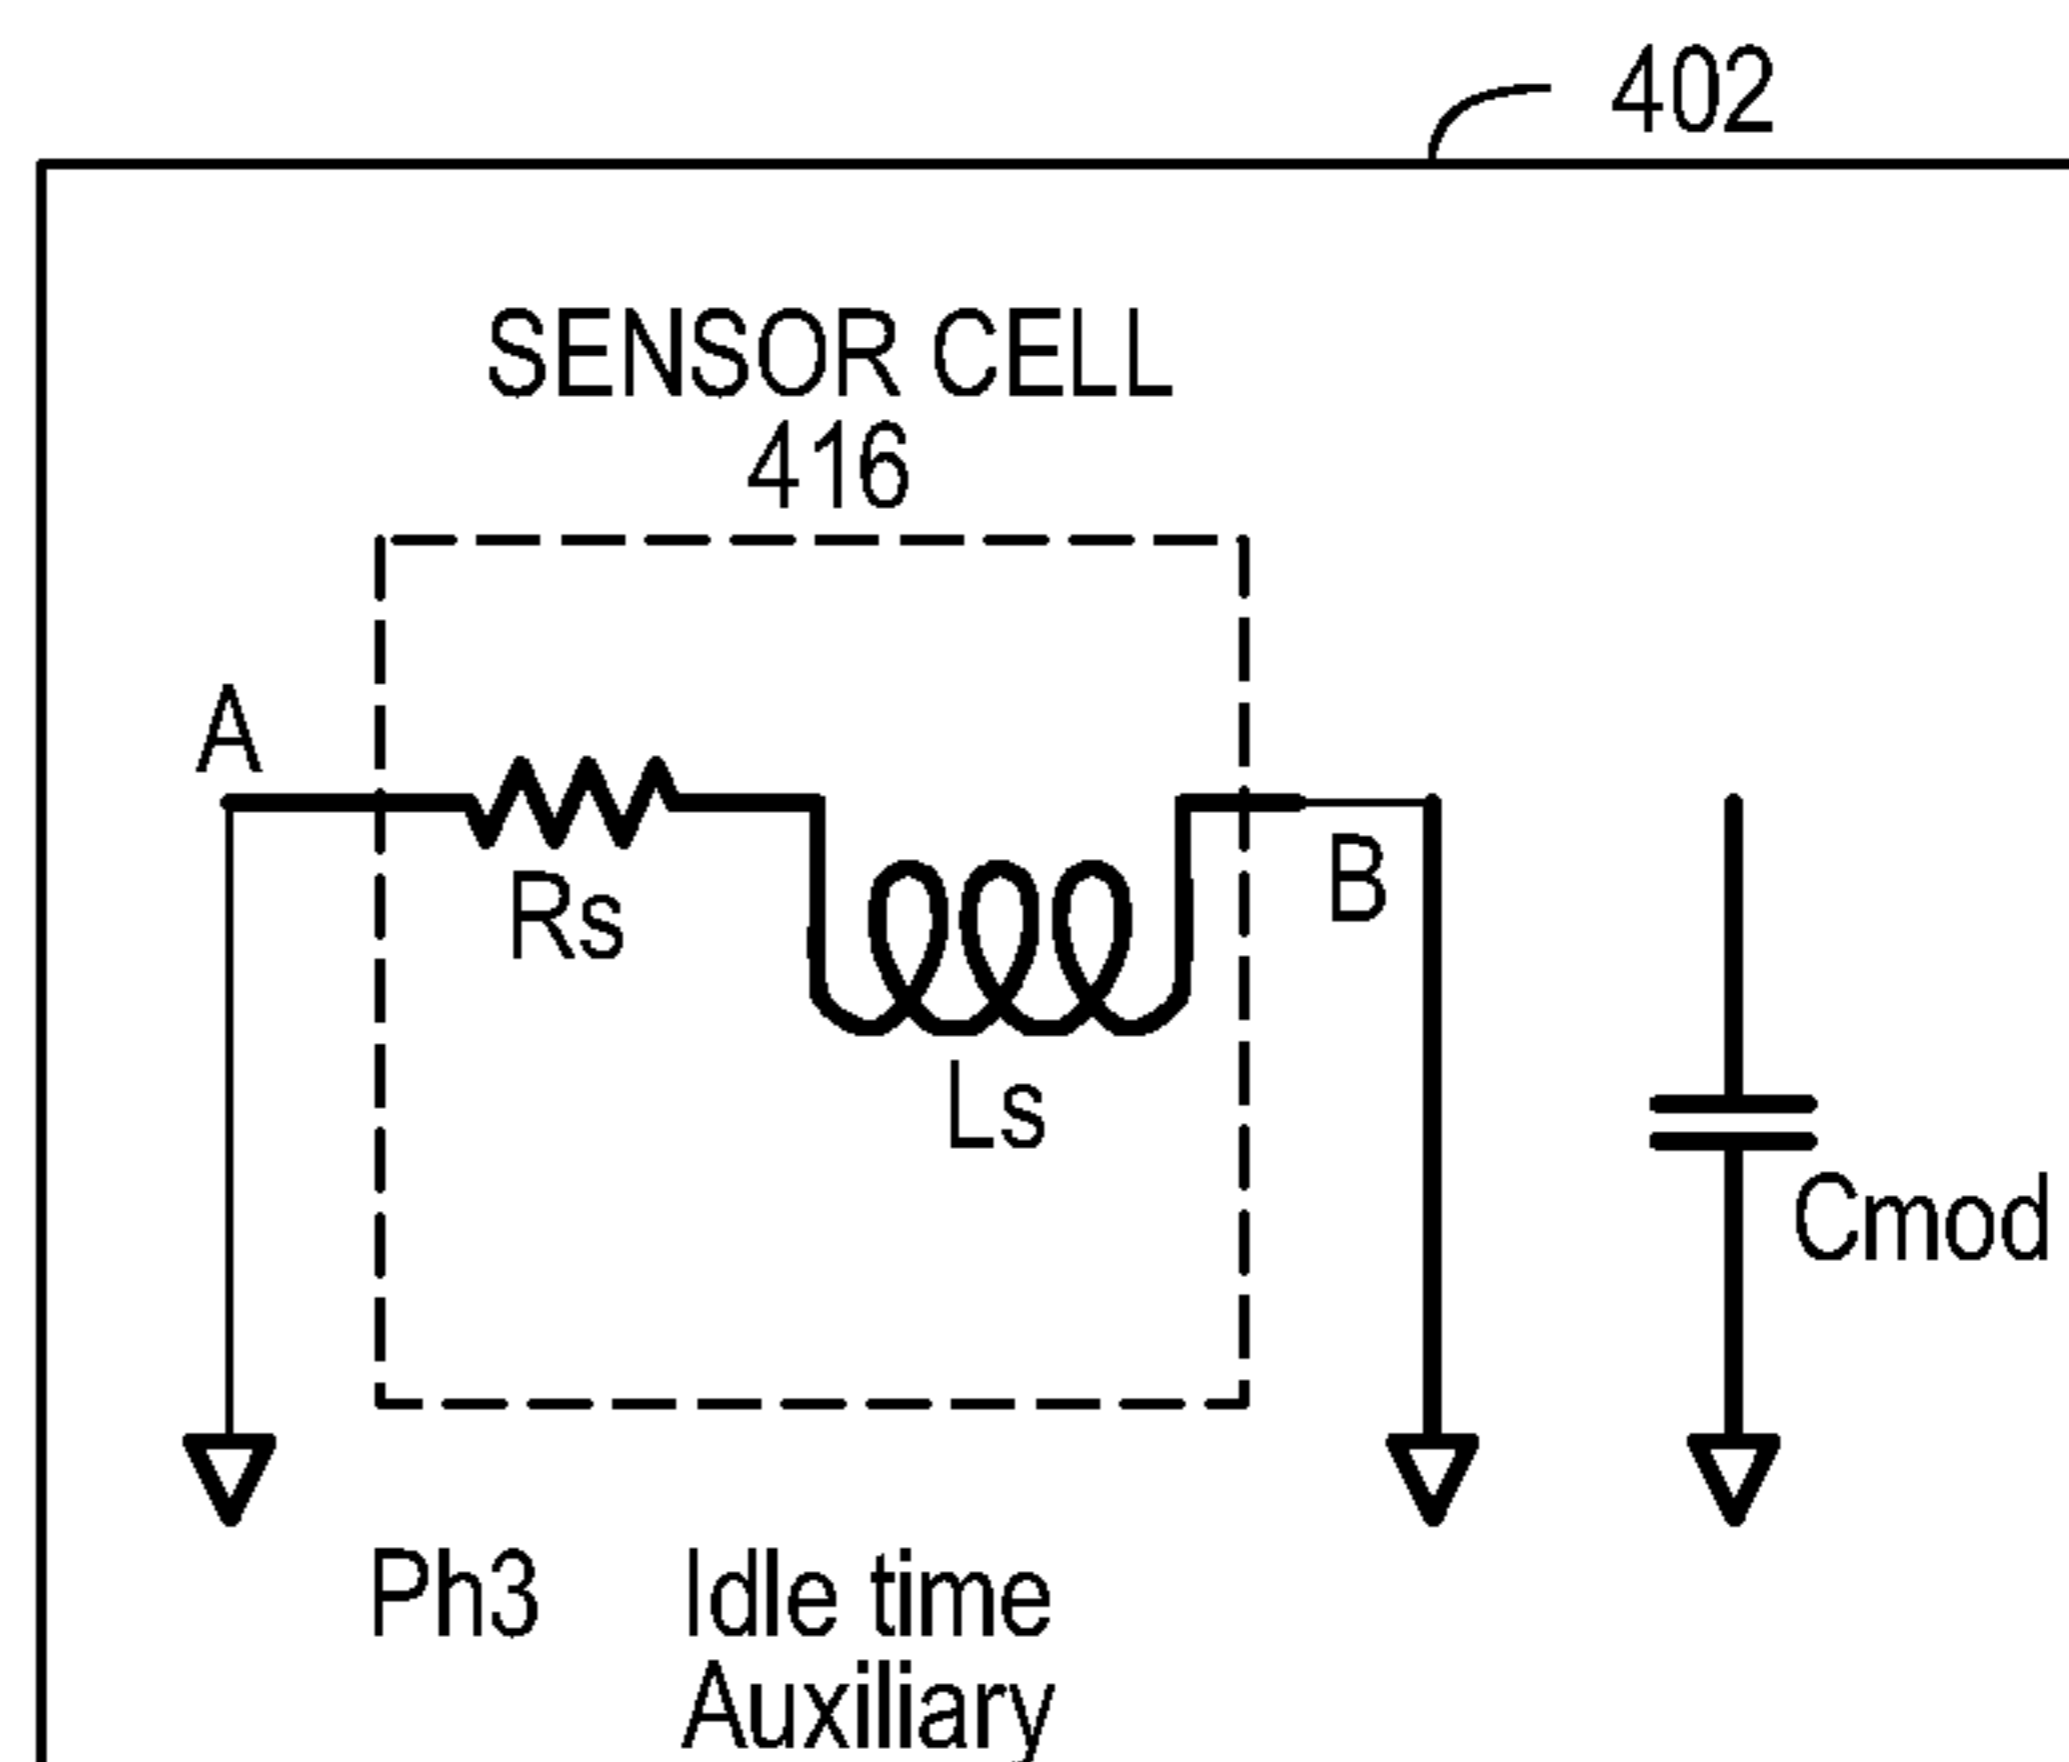 402
SENSOR CELL
416
A
Rs
B
Ls
Cmod
Ph3 Idle time
Auxiliary